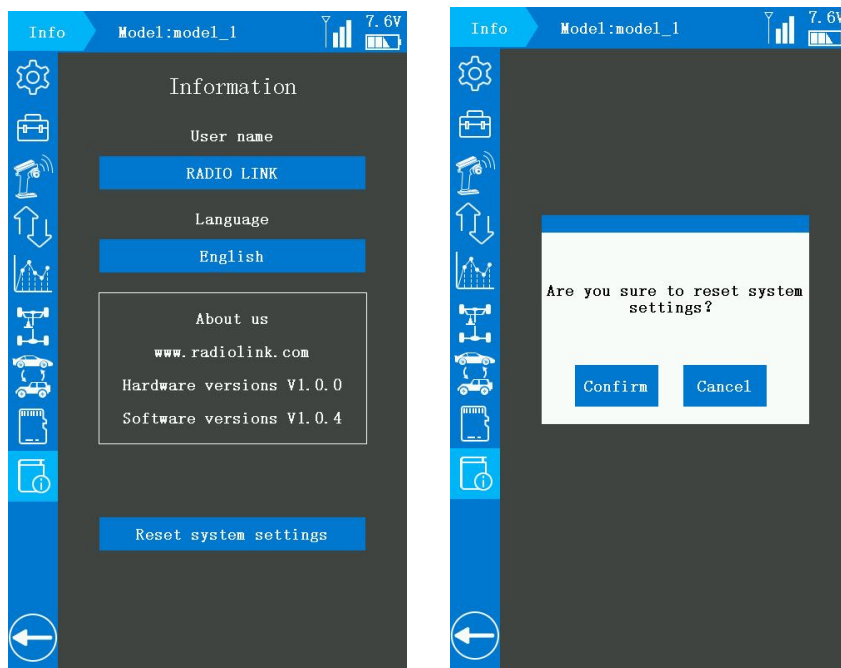 Info
Model:model_1
7.6V
Information
User name
RADIO LINK
Language
English
About us
www.radiolink.com
Hardware versions V1.0.0
Software versions V1.0.4
Reset system settings
Info
Model:model_1
7.6V
Are you sure to reset system
settings?
Confirm
Cancel